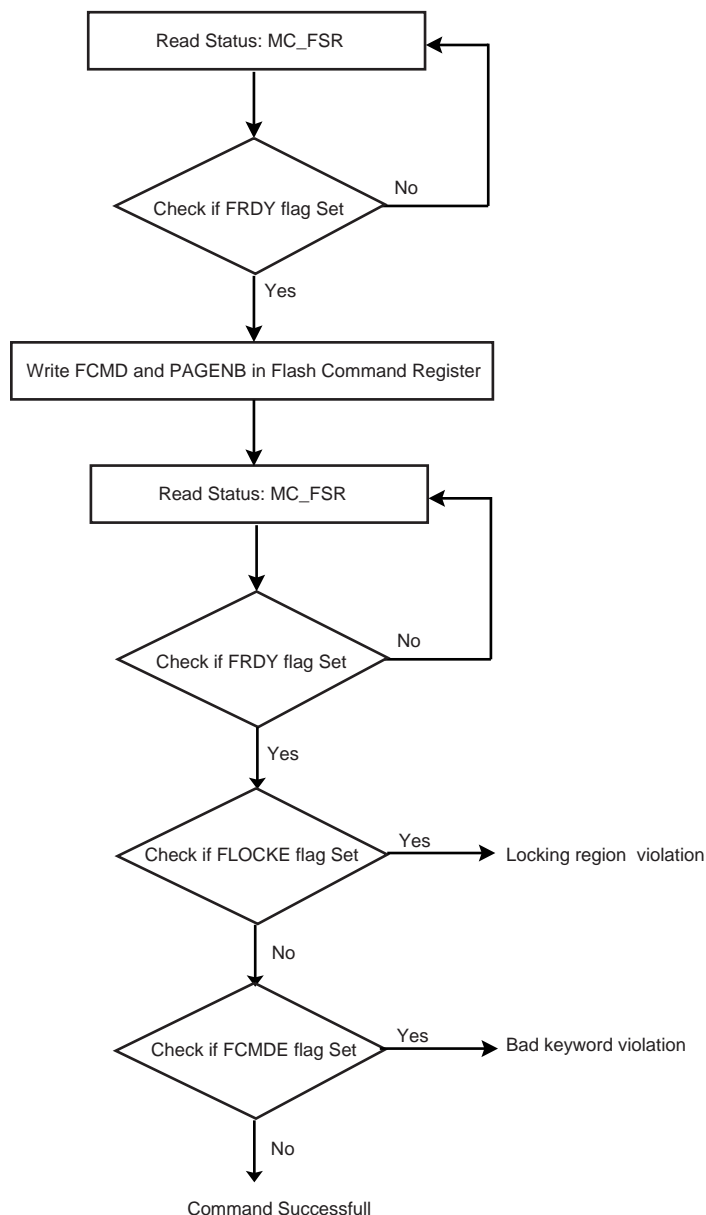 Read Status: MC_FSR
No
Check if FRDY flag Set
Yes
Write FCMD and PAGENB in Flash Command Register
Read Status: MC_FSR
No
Check if FRDY flag Set
Yes
Yes
Check if FLOCKE flag Set
Locking region violation
No
Yes
Check if FCMDE flag Set
Bad keyword violation
No
Command Successfull